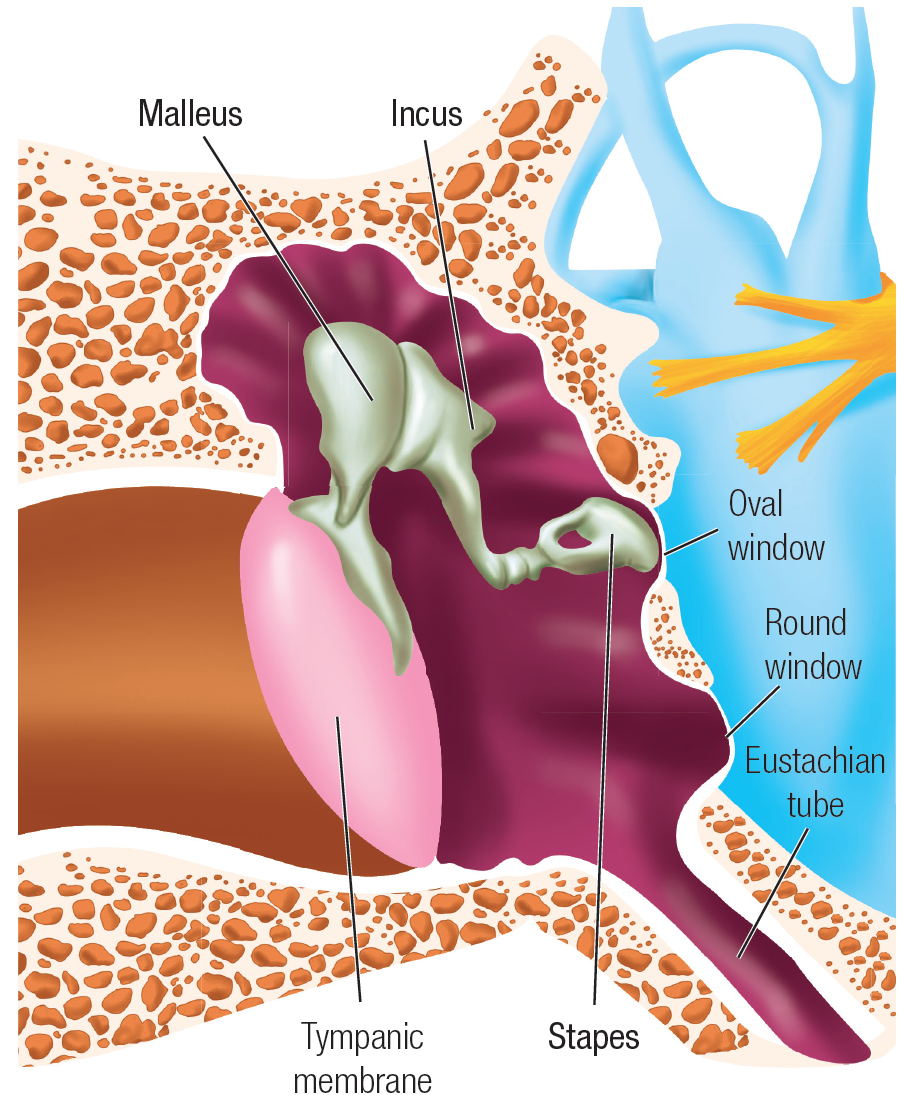 Malleus
Incus
Oval
window
Round
window
Eustachian
tube
Tympanic
membrane
Stapes